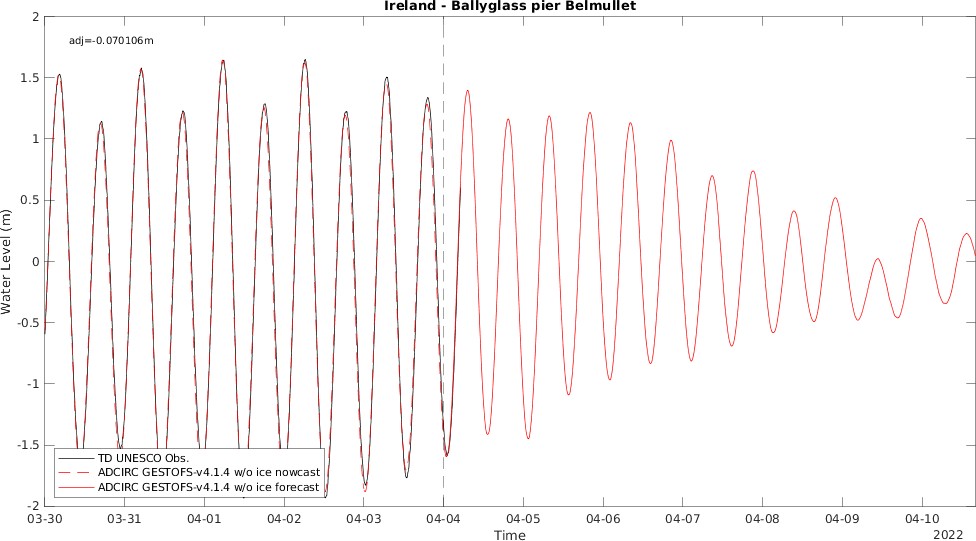 Ireland - Ballyglass pier Belmullet
adj=-0.070106m
2
1.5
1
0.5
0
-0.5
-1
-1.5
-2
Water Level (m)
TD UNESCO Obs.
ADCIRC GESTOFS-v4.1.4 w/o ice nowcast
ADCIRC GESTOFS-v4.1.4 w/o ice forecast
03-30 03-31 04-01 04-02 04-03 04-04 04-05 04-06 04-07 04-08 04-09 04-10
Time
2022